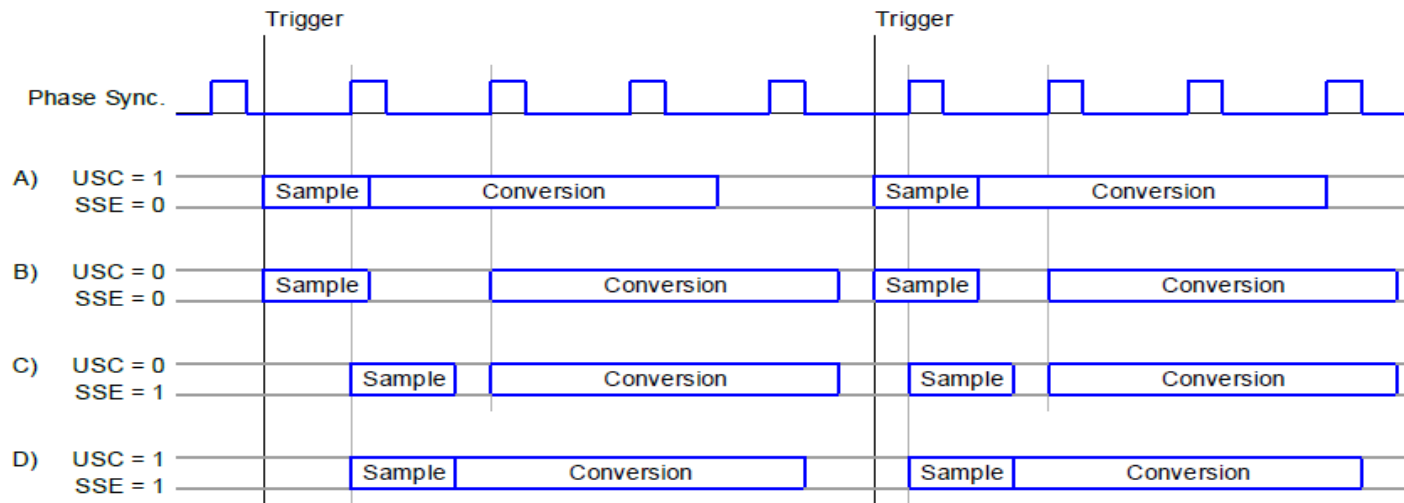 Trigger Trigger
Phase Sync.
A) USC = 1
SSE = 0
Sample Conversion Sample Conversion
B) USC = 0
SSE = 0
Sample Conversion Sample Conversion
C) USC = 0
SSE = 1
Sample Conversion Sample Conversion
D) USC = 1
SSE = 1
Sample Conversion Sample Conversion